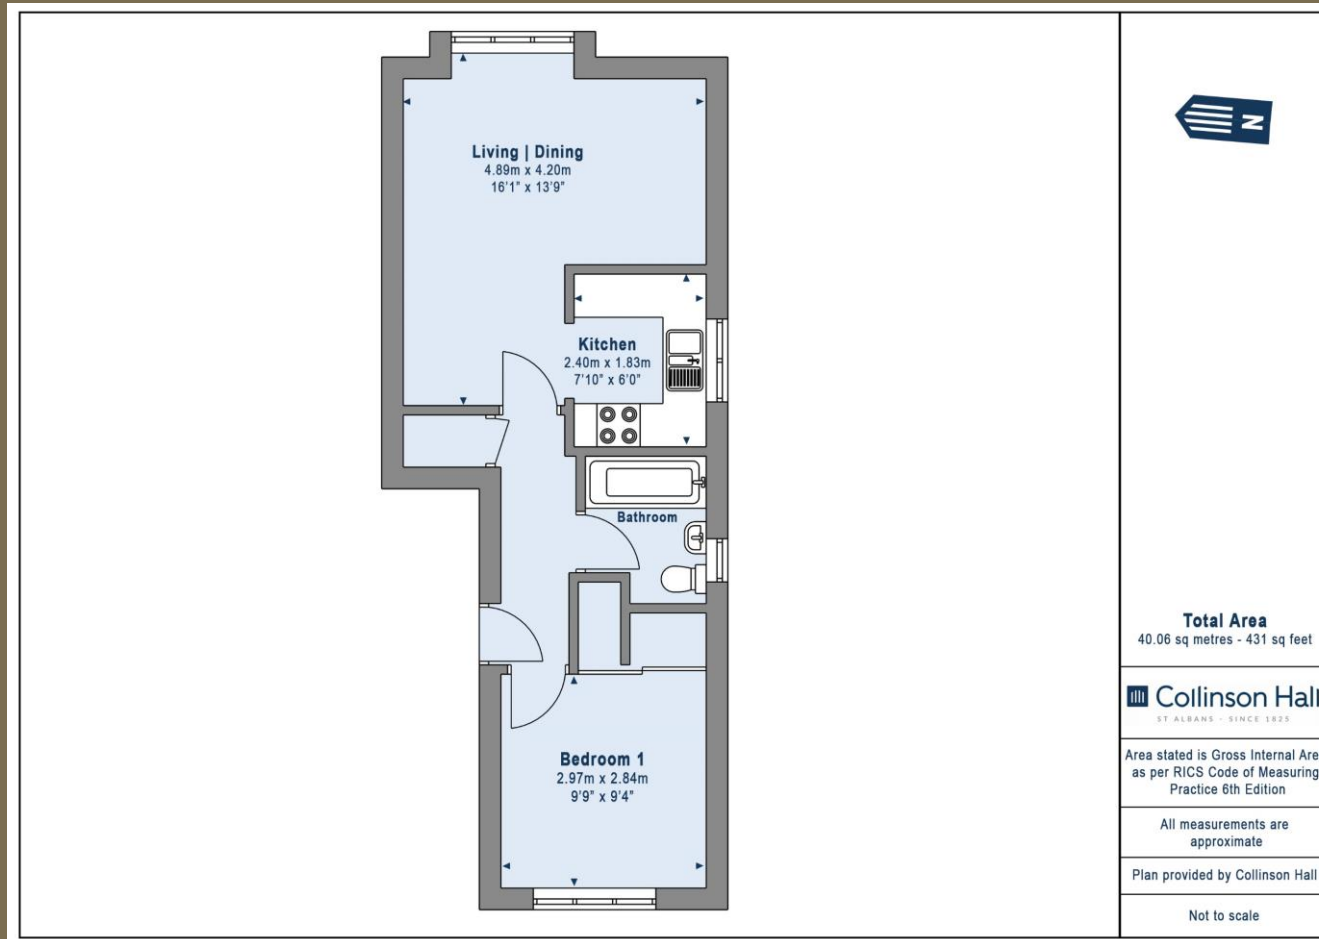 Living | Dining
4.89m x 4.20m
16'1" x 13'9"
Kitchen
2.40m x 1.83m
7'10" x 6'0"
Bathroom
Bedroom 1
2.97m x 2.84m
9'9" x 9'4"
N
Total Area
40.06 sq metres - 431 sq feet
Collinson Hall
ST ALBANS - SINCE 1825
Area stated is Gross Internal Are
as per RICS Code of Measuring
Practice 6th Edition
All measurements are
approximate
Plan provided by Collinson Hall
Not to scale